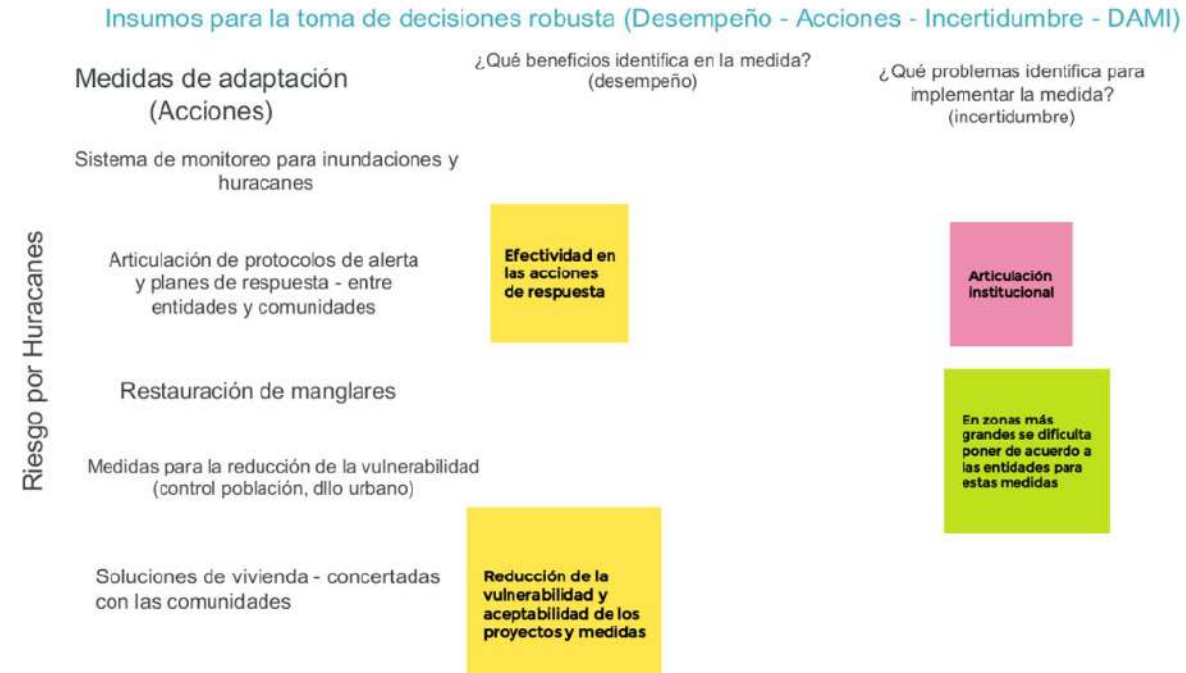 Insumos para la toma de decisiones robusta (Desempeño - Acciones - Incertidumbre - DAMI)
Medidas de adaptación
(Acciones)
¿Qué beneficios identifica en la medida?
(desempeño)
¿Qué problemas identifica para
implementar la medida?
(incertidumbre)
Riesgo por Huracanes
Sistema de monitoreo para inundaciones y
huracanes
Articulación de protocolos de alerta
y planes de respuesta - entre
entidades y comunidades
Efectividad en
las acciones
de respuesta
Articulación
institucional
Restauración de manglares
En zonas más
grandes se dificulta
poner de acuerdo a
las entidades para
estas medidas
Medidas para la reducción de la vulnerabilidad
(control población, dllo urbano)
Soluciones de vivienda - concertadas
con las comunidades
Reducción de la
vulnerabilidad y
aceptabilidad de los
proyectos y medidas